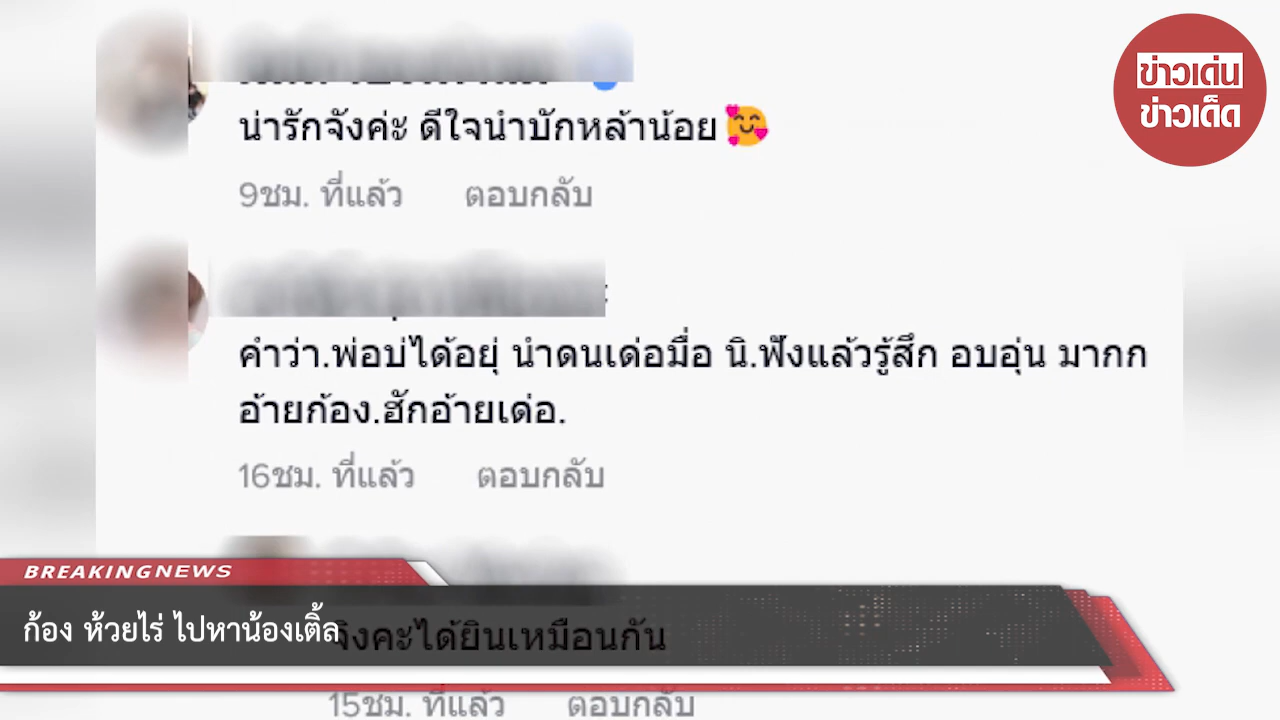 ข่าวเด่น
ข่าวเด็ด
น่ารักจังค่ะ ดีใจนำบักหล้าน้อย 🥰
9ชม. ที่แล้ว ตอบกลับ
คำว่า.พ่อบ่ได้อยุ่ นำดนเด่อมื่อ นิ.ฟังแล้วรู้สึก อบอุ่น มากก
อ้ายก้อง.ฮักอ้ายเด่อ.
16ชม. ที่แล้ว ตอบกลับ
BREAKINGNEWS
ก้อง ห้วยไร่ ไปหาน้องเติ้ล
จิงคะได้ยินเหมือนกัน
15ชม. ที่แล้ว ตอบกลับ